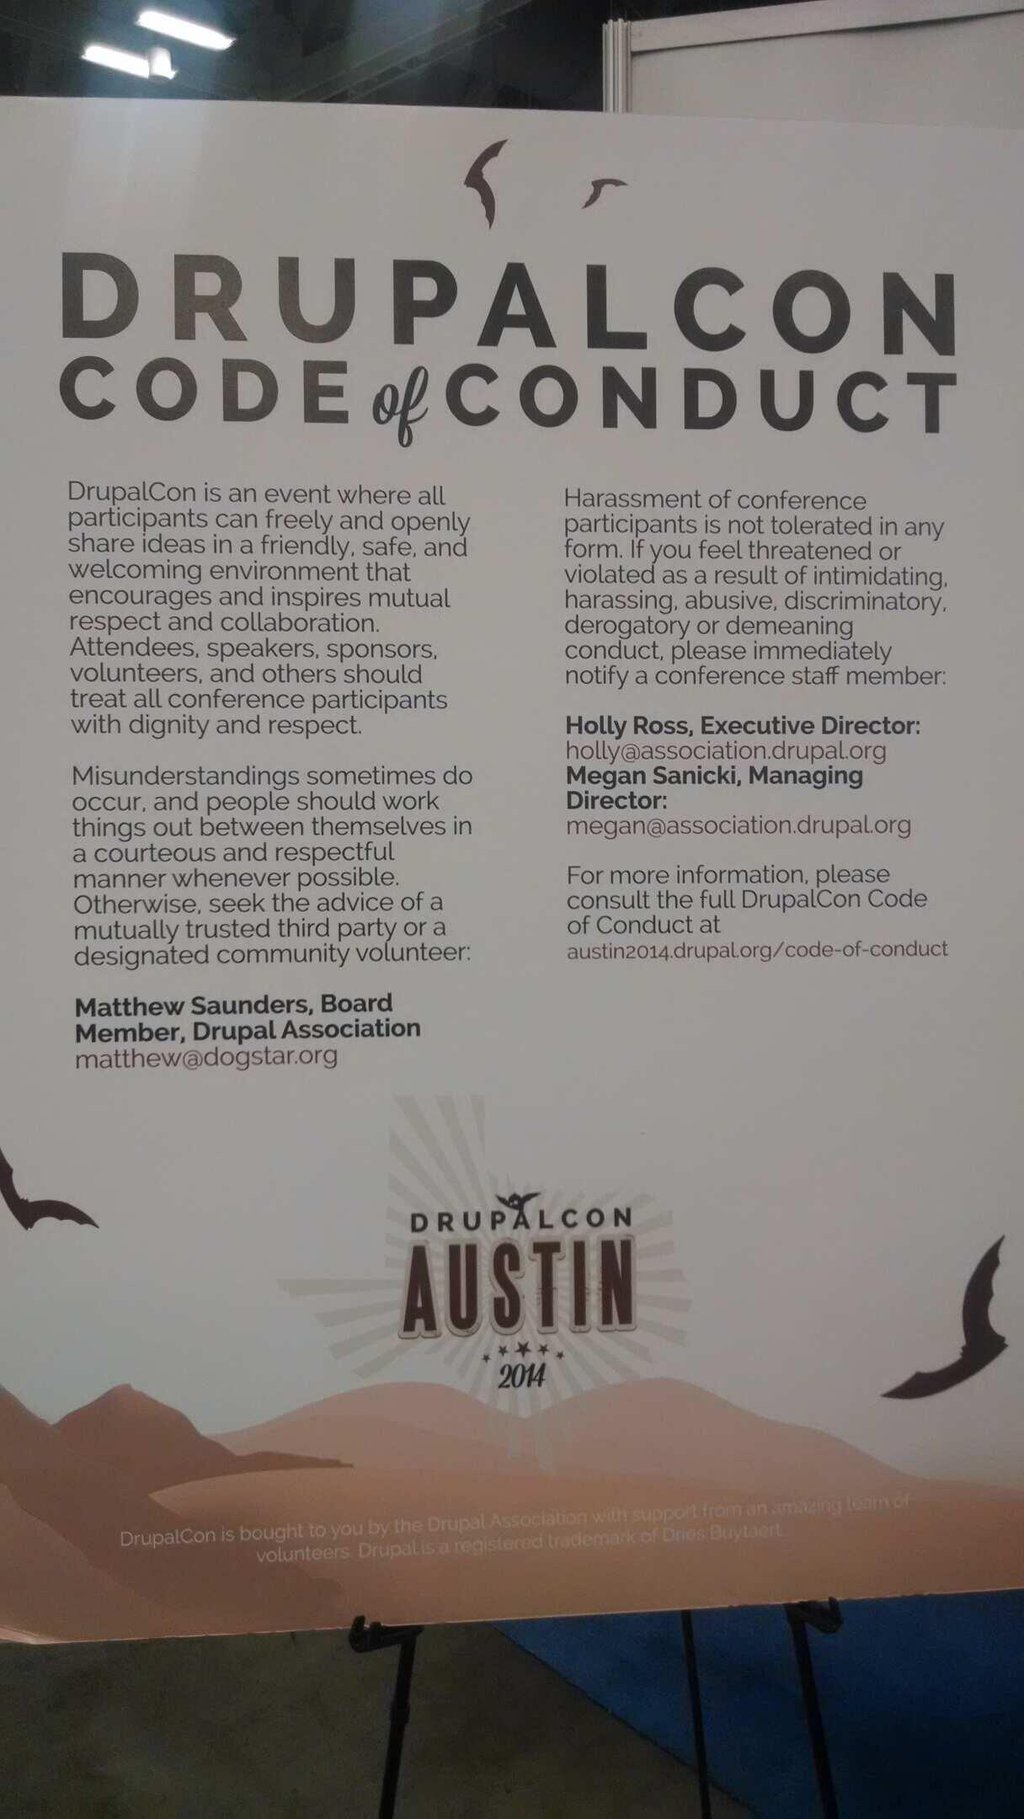 DRUPALCON
CODE of CONDUCT
DrupalCon is an event where all
participants can freely and openly
share ideas in a friendly, safe, and
welcoming environment that
encourages and inspires mutual
respect and collaboration.
Attendees, speakers, sponsors,
volunteers, and others should
treat all conference participants
with dignity and respect.
Misunderstandings sometimes do
occur, and people should work
things out between themselves in
a courteous and respectful
manner whenever possible.
Otherwise, seek the advice of a
mutually trusted third party or a
designated community volunteer:
Matthew Saunders, Board
Member, Drupal Association
matthew@dogstar.org
Harassment of conference
participants is not tolerated in any
form. If you feel threatened or
violated as a result of intimidating,
harassing, abusive, discriminatory,
derogatory or demeaning
conduct, please immediately
notify a conference staff member:
Holly Ross, Executive Director:
holly@association.drupal.org
Megan Sanicki, Managing
Director:
megan@association.drupal.org
For more information, please
consult the full DrupalCon Code
of Conduct at
austin2014.drupal.org/code-of-conduct
DRUPALCON
AUSTIN
2014
DrupalCon is bought to you by the Drupal Association with support from an amazing team of
volunteers. Drupal is a registered trademark of Dries Buytaert.